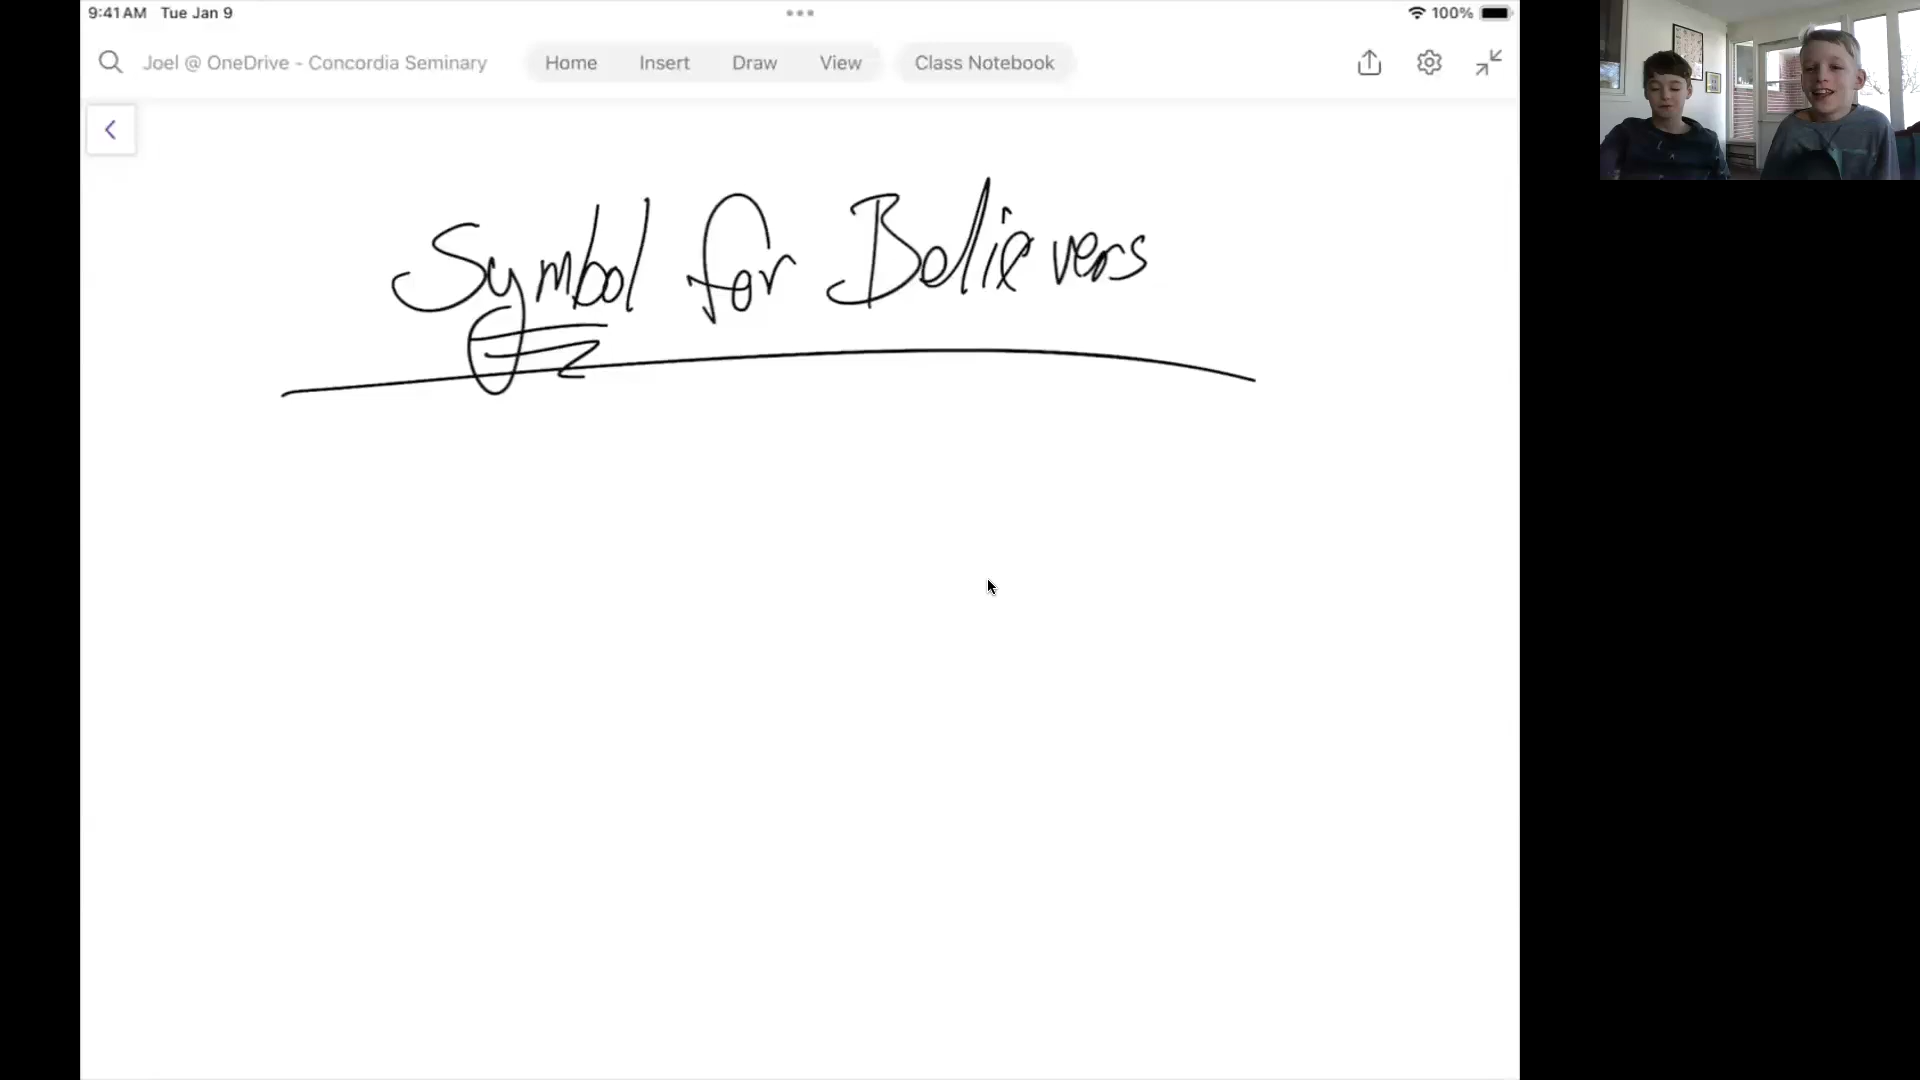 9:41 AM Tue Jan 9 100%
Joel @ OneDrive - Concordia Seminary Home Insert Draw View Class Notebook
Symbol for Believers